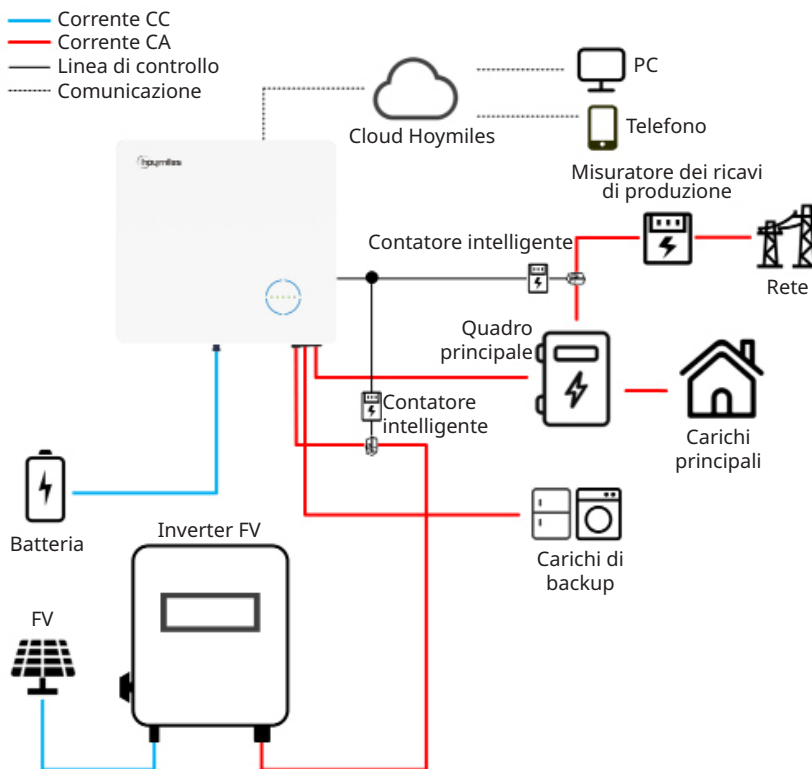 Corrente CC
Corrente CA
Linea di controllo
Comunicazione
PC
Cloud Hoymiles
Telefono
hoymiles
Misuratore dei ricavi
di produzione
Contatore intelligente
Rete
Quadro
principale
Contatore
intelligente
Carichi
principali
Batteria
Inverter FV
Carichi di
backup
FV